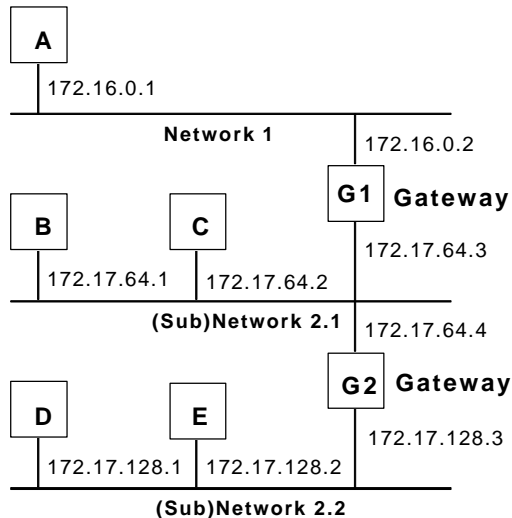 A
172.16.0.1
Network 1
172.16.0.2
G1 Gateway
B
C
172.17.64.3
172.17.64.1
172.17.64.2
(Sub)Network 2.1
172.17.64.4
G2 Gateway
D
E
172.17.128.3
172.17.128.1
172.17.128.2
(Sub)Network 2.2